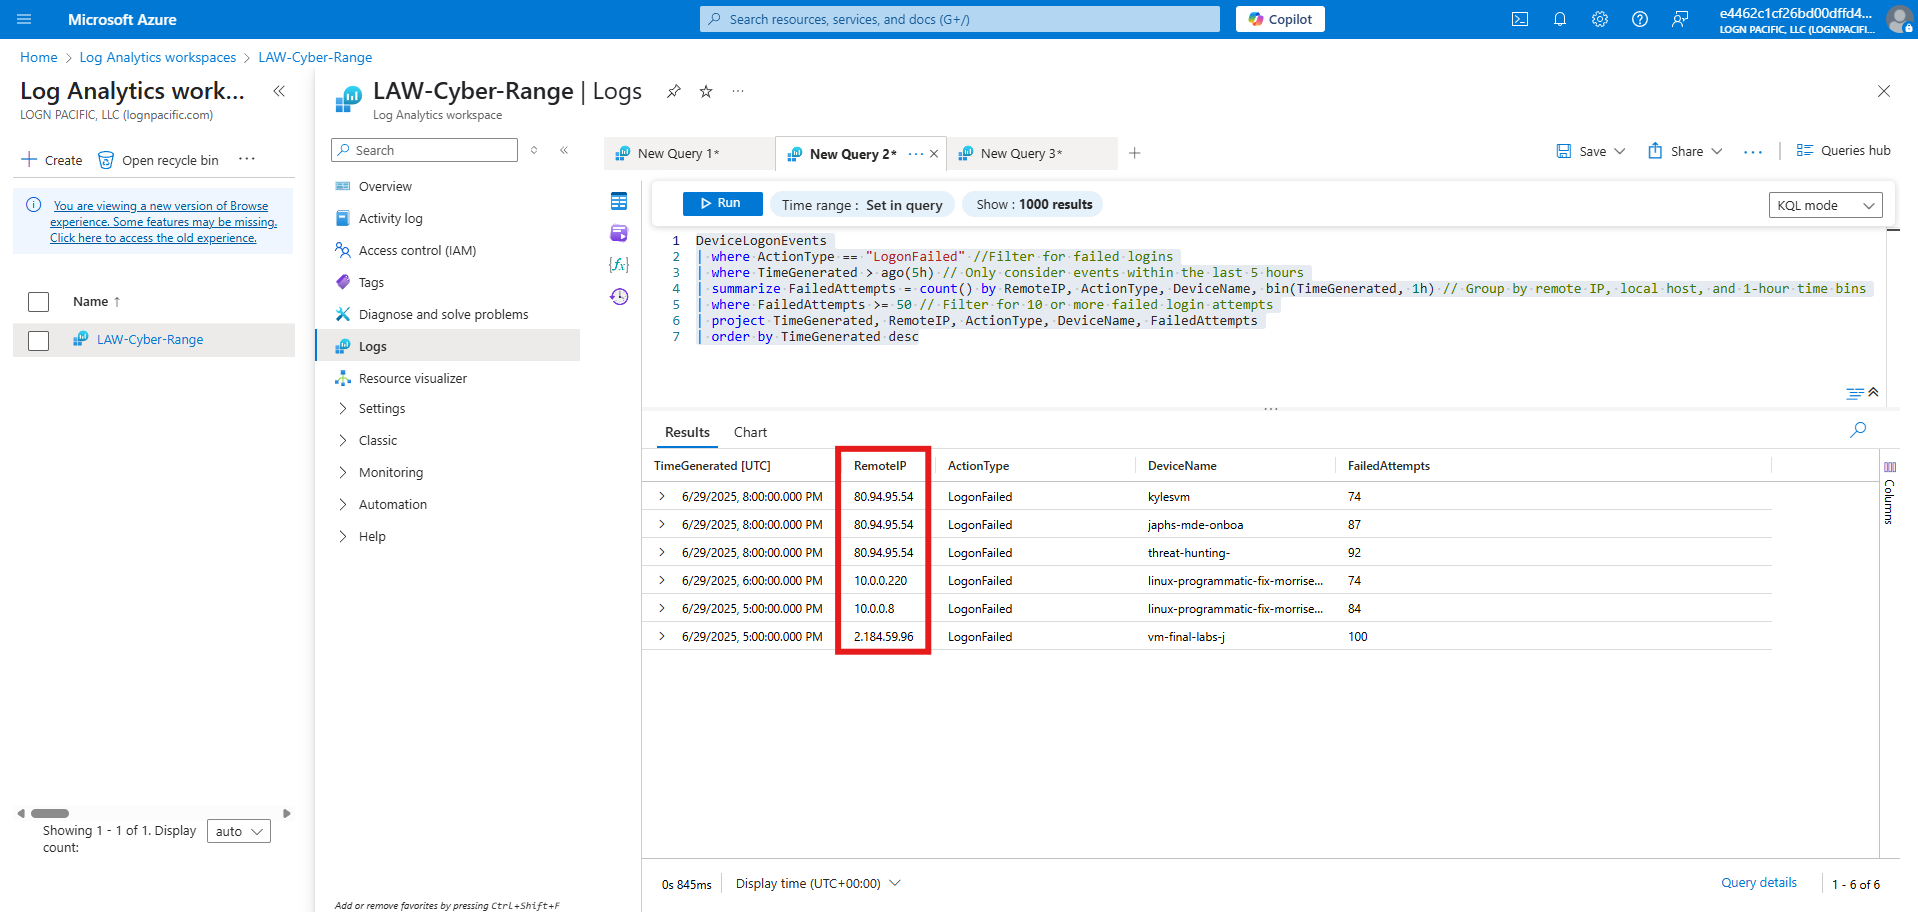 Microsoft Azure
Search resources, services, and docs (G+/)
Copilot
e4462c1cf26bd00dffd4...
LOGN PACIFIC, LLC (LOGNPACIFI...
Home > Log Analytics workspaces > LAW-Cyber-Range
Log Analytics work...
LOGN PACIFIC, LLC (lognpacific.com)
Create
Open recycle bin
You are viewing a new version of Browse
experience. Some features may be missing.
Click here to access the old experience.
Name ↑
LAW-Cyber-Range
Showing 1 - 1 of 1. Display
count:
auto
LAW-Cyber-Range | Logs
Log Analytics workspace
Search
Overview
Activity log
Access control (IAM)
Tags
Diagnose and solve problems
Logs
Resource visualizer
Settings
Classic
Monitoring
Automation
Help
Add or remove favorites by pressing Ctrl+Shift+F
New Query 1*
New Query 2*
New Query 3*
Save
Share
Queries hub
Run
Time range : Set in query
Show : 1000 results
KQL mode
1 DeviceLogonEvents
2 | where ActionType == "LogonFailed" //Filter for failed logins
3 | where TimeGenerated > ago(5h) // Only consider events within the last 5 hours
4 | summarize FailedAttempts = count() by RemoteIP, ActionType, DeviceName, bin(TimeGenerated, 1h) // Group by remote IP, local host, and 1-hour time bins
5 | where FailedAttempts >= 50 // Filter for 10 or more failed login attempts
6 | project TimeGenerated, RemoteIP, ActionType, DeviceName, FailedAttempts
7 | order by TimeGenerated desc
Results
Chart
TimeGenerated [UTC] RemoteIP ActionType DeviceName FailedAttempts
6/29/2025, 8:00:00.000 PM 80.94.95.54 LogonFailed kylesvm 74
6/29/2025, 8:00:00.000 PM 80.94.95.54 LogonFailed japhs-mde-onboa 87
6/29/2025, 8:00:00.000 PM 80.94.95.54 LogonFailed threat-hunting- 92
6/29/2025, 6:00:00.000 PM 10.0.0.220 LogonFailed linux-programmatic-fix-morrise... 74
6/29/2025, 5:00:00.000 PM 10.0.0.8 LogonFailed linux-programmatic-fix-morrise... 84
6/29/2025, 5:00:00.000 PM 2.184.59.96 LogonFailed vm-final-labs-j 100
Columns
0s 845ms
Display time (UTC+00:00)
Query details
1 - 6 of 6